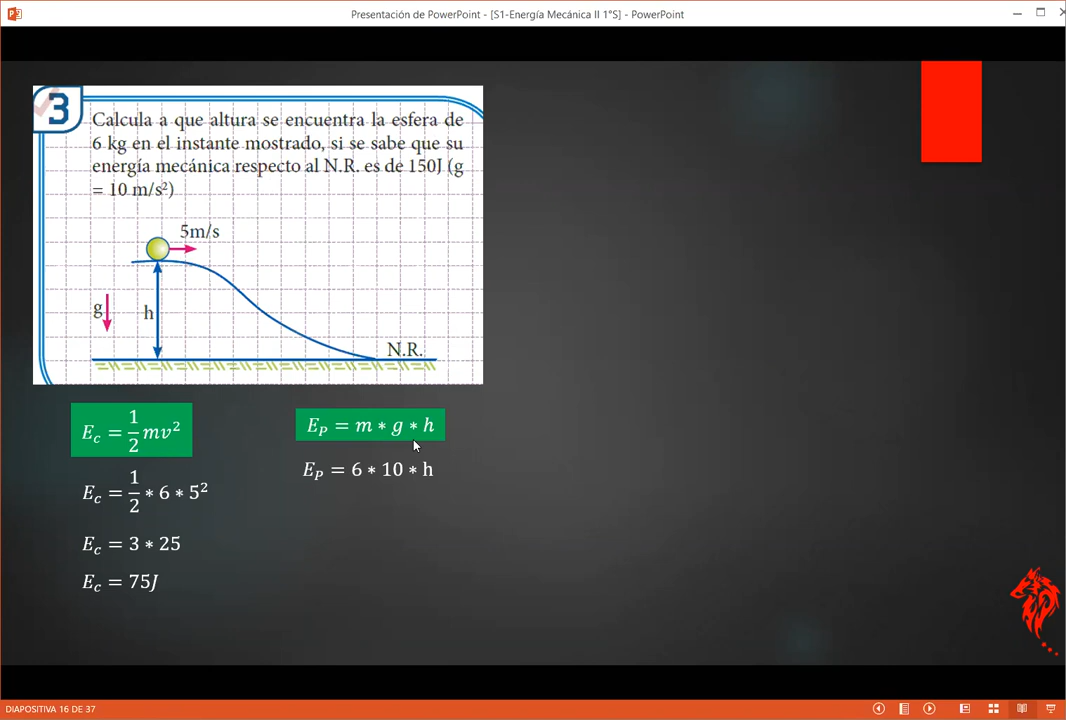 Presentación de PowerPoint - [S1-Energía Mecánica II 1°S] - PowerPoint
3
Calcula a que altura se encuentra la esfera de
6 kg en el instante mostrado, si se sabe que su
energía mecánica respecto al N.R. es de 150J (g
= 10 m/s²)
5m/s
g
h
N.R.
E_c = 1/2 mv²
E_P = m * g * h
E_c = 1/2 * 6 * 5²
E_P = 6 * 10 * h
E_c = 3 * 25
E_c = 75J
DIAPOSITIVA 16 DE 37